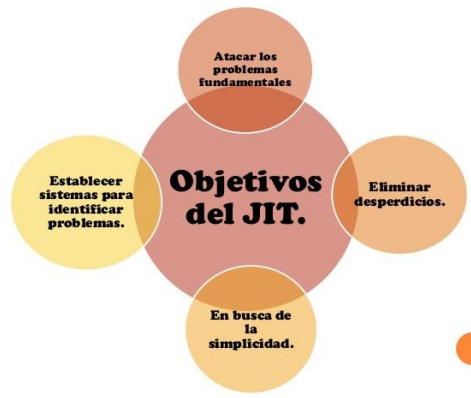 Atacar los
problemas
fundamentales
Establecer
sistemas para
identificar
problemas.
Objetivos
del JIT.
Eliminar
desperdicios.
En busca de
la
simplicidad.